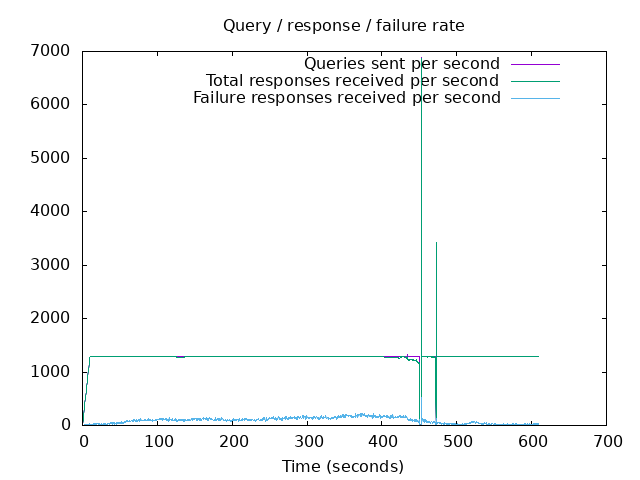 Query / response / failure rate
7000
6000
5000
4000
3000
2000
1000
0
Queries sent per second
Total responses received per second
Failure responses received per second
0 100 200 300 400 500 600 700
Time (seconds)